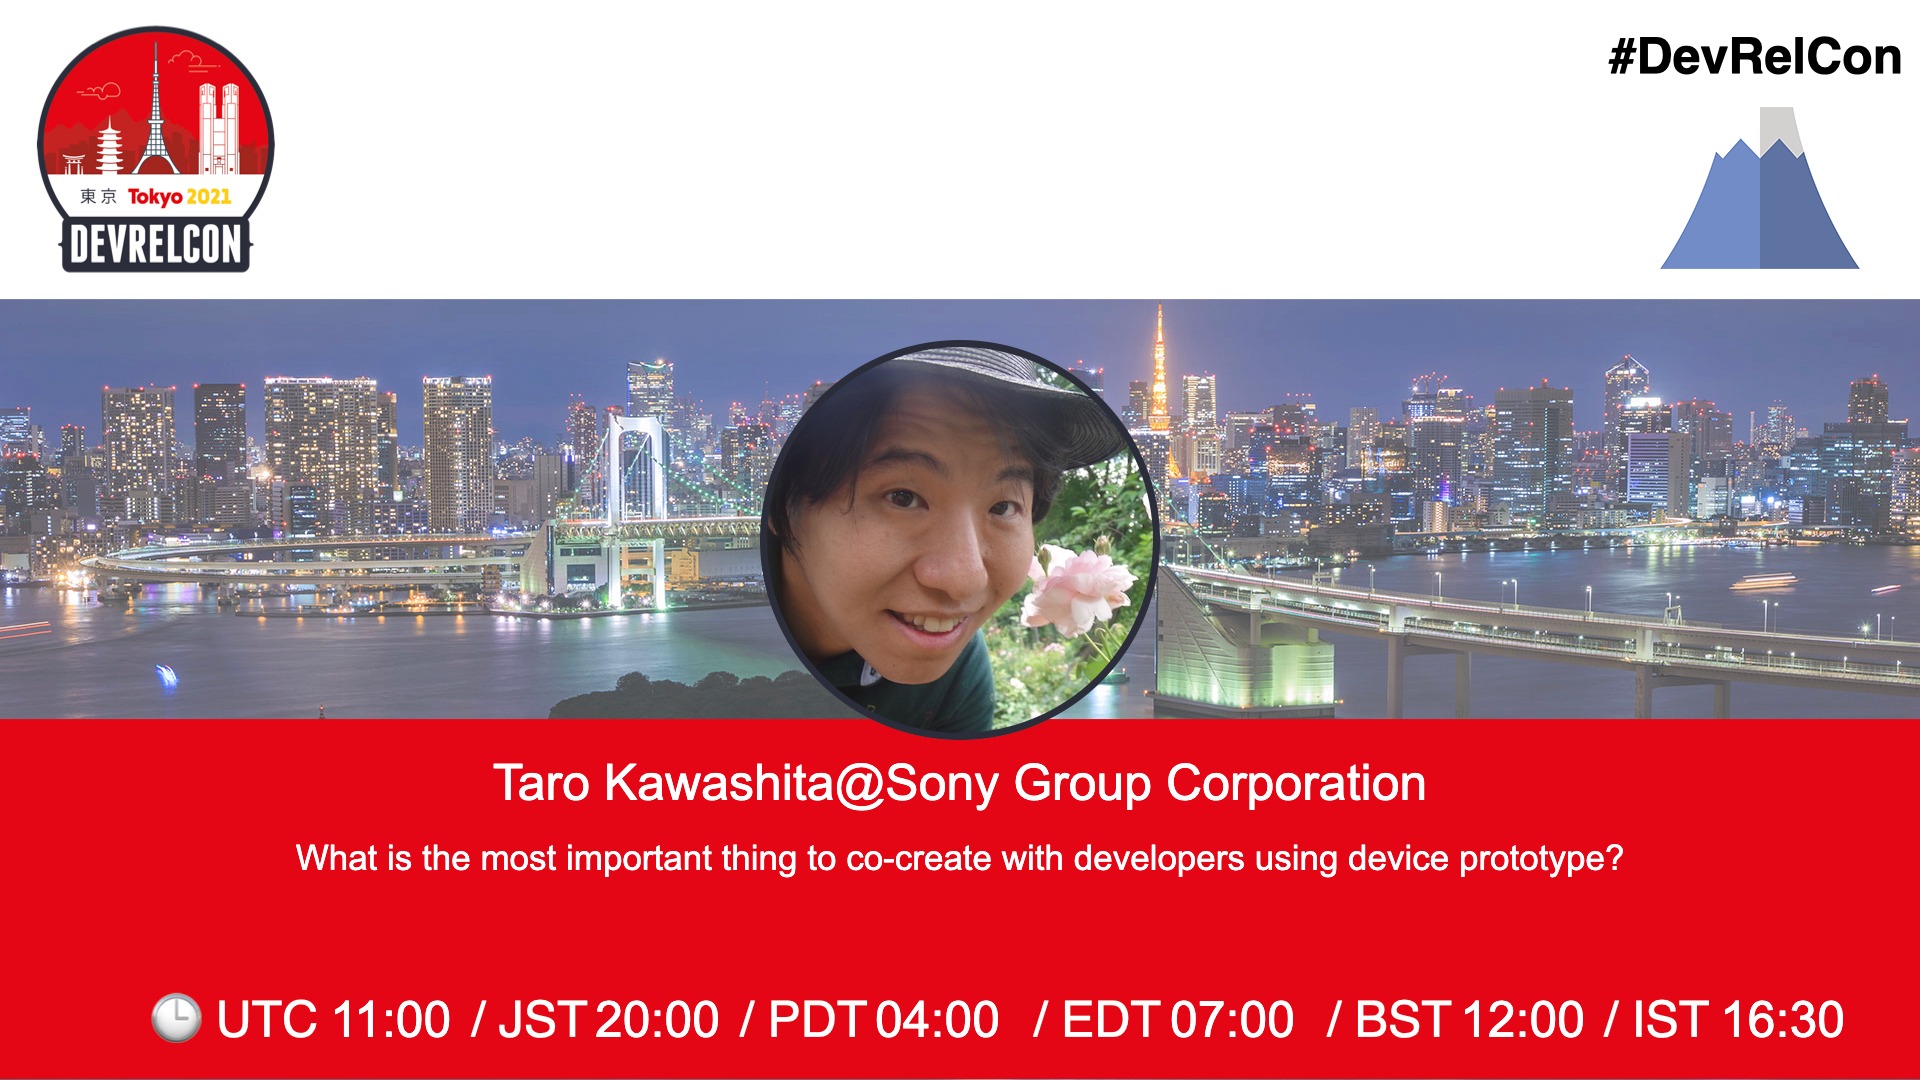 #DevRelCon
東京 Tokyo 2021
DEVRELCON
Taro Kawashita@Sony Group Corporation
What is the most important thing to co-create with developers using device prototype?
UTC 11:00 / JST 20:00 / PDT 04:00 / EDT 07:00 / BST 12:00 / IST 16:30